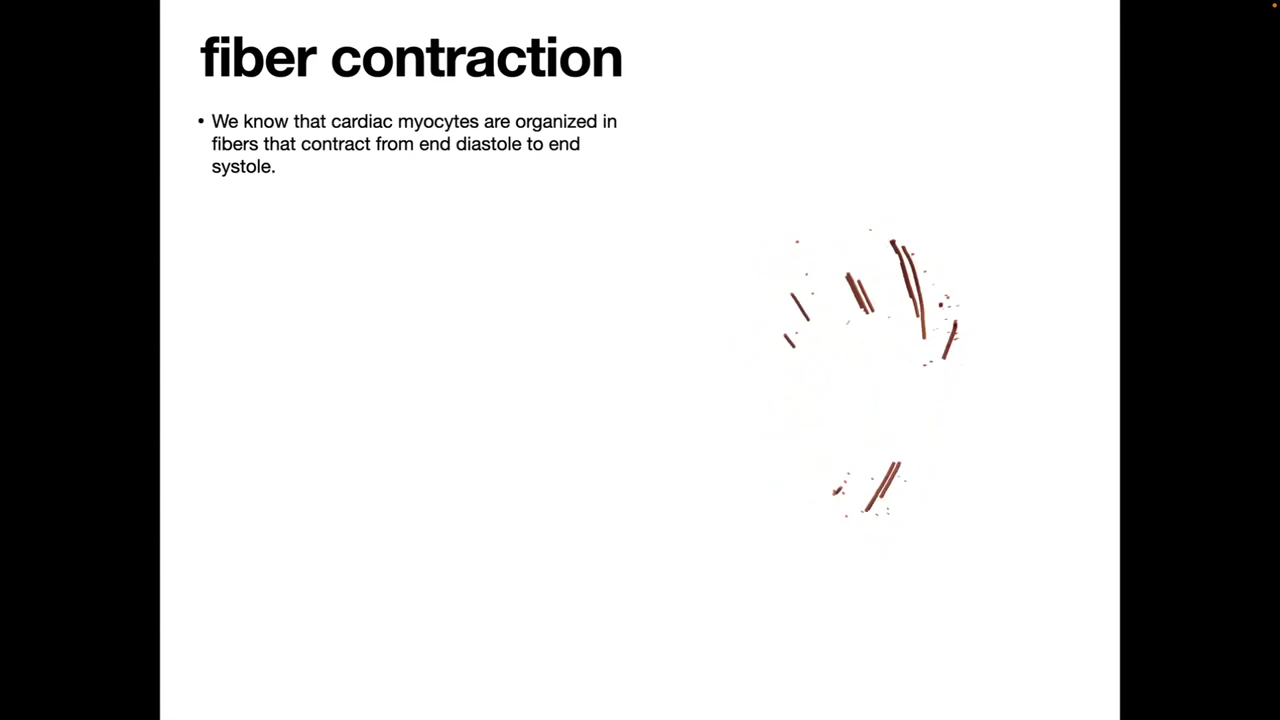 fiber contraction
• We know that cardiac myocytes are organized in
fibers that contract from end diastole to end
systole.